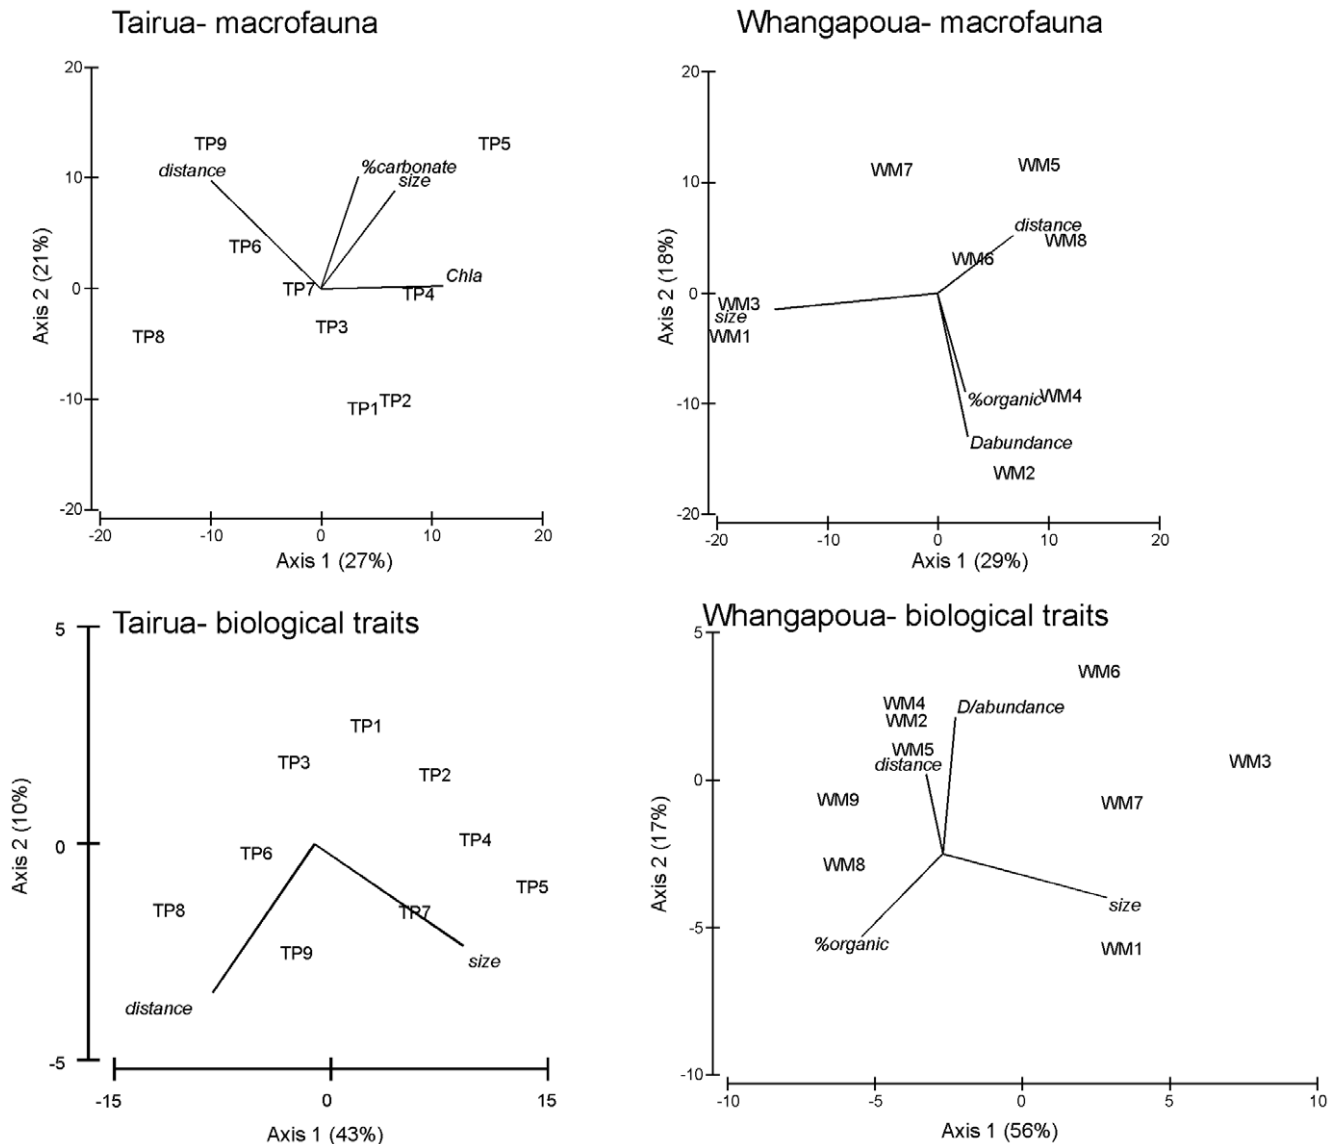 Tairua- macrofauna
20
10
0
-10
-20
Axis 2 (21%)
TP9
distance
%carbonate
size
TP5
TP6
Chla
TP7
TP4
TP3
TP8
TP1
TP2
-20
-10
0
10
20
Axis 1 (27%)
Whangapoua- macrofauna
20
10
0
-10
-20
Axis 2 (18%)
WM7
WM5
distance
WM8
WM6
WM3
size
WM1
%organic
WM4
Dabundance
WM2
-20
-10
0
10
20
Axis 1 (29%)
Tairua- biological traits
5
0
-5
Axis 2 (10%)
TP1
TP3
TP2
TP4
TP6
TP5
TP8
TP7
TP9
size
distance
-15
0
15
Axis 1 (43%)
Whangapoua- biological traits
5
0
-5
-10
Axis 2 (17%)
WM6
WM4
D/abundance
WM2
WM5
distance
WM3
WM9
WM7
WM8
size
%organic
WM1
-10
-5
0
5
10
Axis 1 (56%)